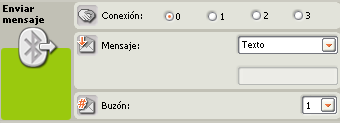 Enviar
mensaje
Conexión: 0 1 2 3
Mensaje: Texto
Buzón: 1